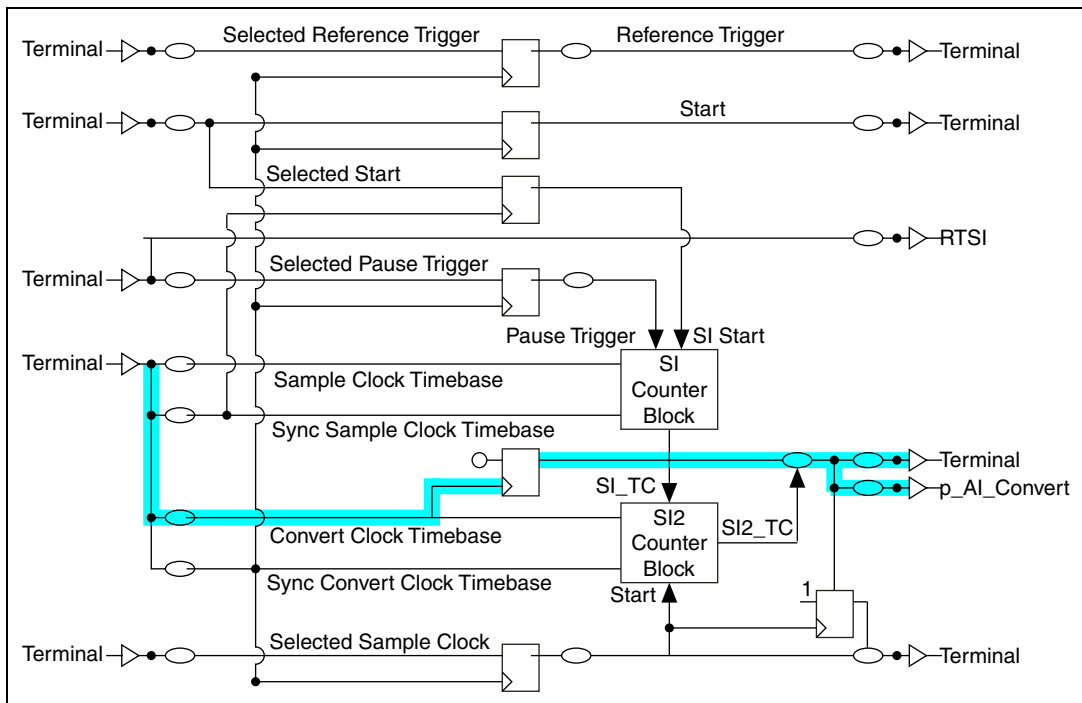 Terminal Selected Reference Trigger Reference Trigger Terminal
Terminal Start Terminal
Selected Start
RTSI
Terminal Selected Pause Trigger
Pause Trigger SI Start
Terminal
SI
Counter
Block
Sample Clock Timebase
Sync Sample Clock Timebase
Terminal
SI_TC
p_AI_Convert
Convert Clock Timebase
SI2
Counter
Block
SI2_TC
Sync Convert Clock Timebase
Start
1
Terminal Selected Sample Clock Terminal